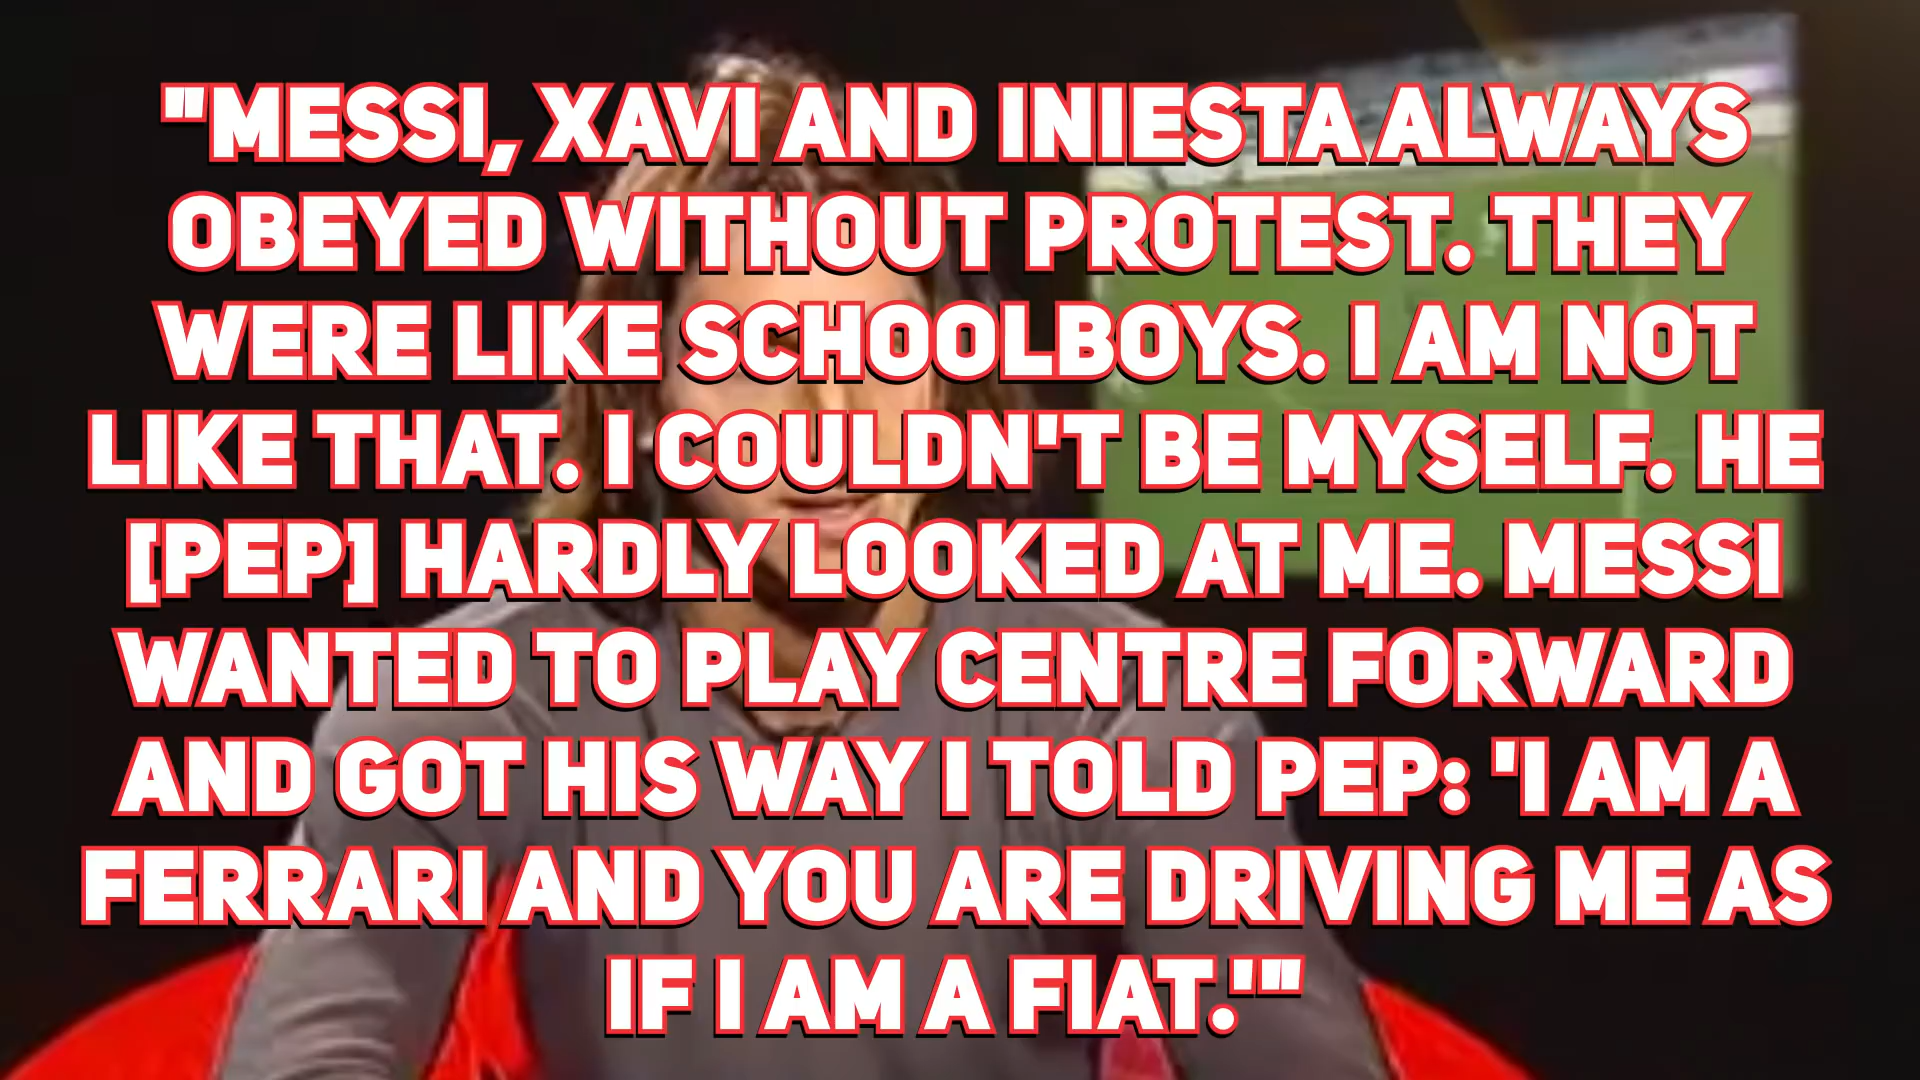 "MESSI, XAVI AND INIESTA ALWAYS
OBEYED WITHOUT PROTEST. THEY
WERE LIKE SCHOOLBOYS. I AM NOT
LIKE THAT. I COULDN'T BE MYSELF. HE
[PEP] HARDLY LOOKED AT ME. MESSI
WANTED TO PLAY CENTRE FORWARD
AND GOT HIS WAY I TOLD PEP: 'I AM A
FERRARI AND YOU ARE DRIVING ME AS
IF I AM A FIAT.'"